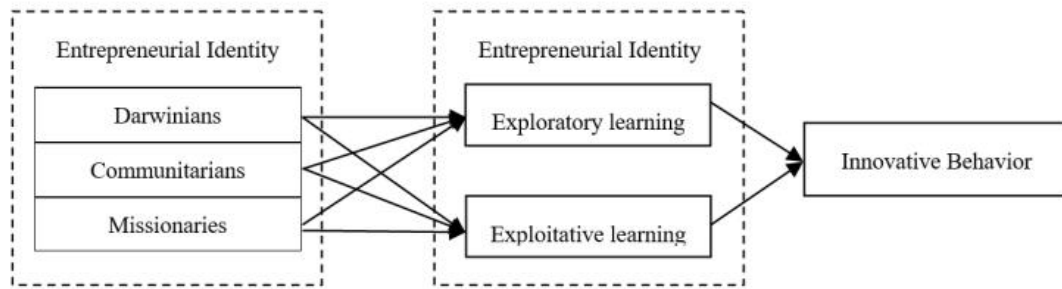 Entrepreneurial Identity
Darwinians
Communitarians
Missionaries
Entrepreneurial Identity
Exploratory learning
Exploitative learning
Innovative Behavior